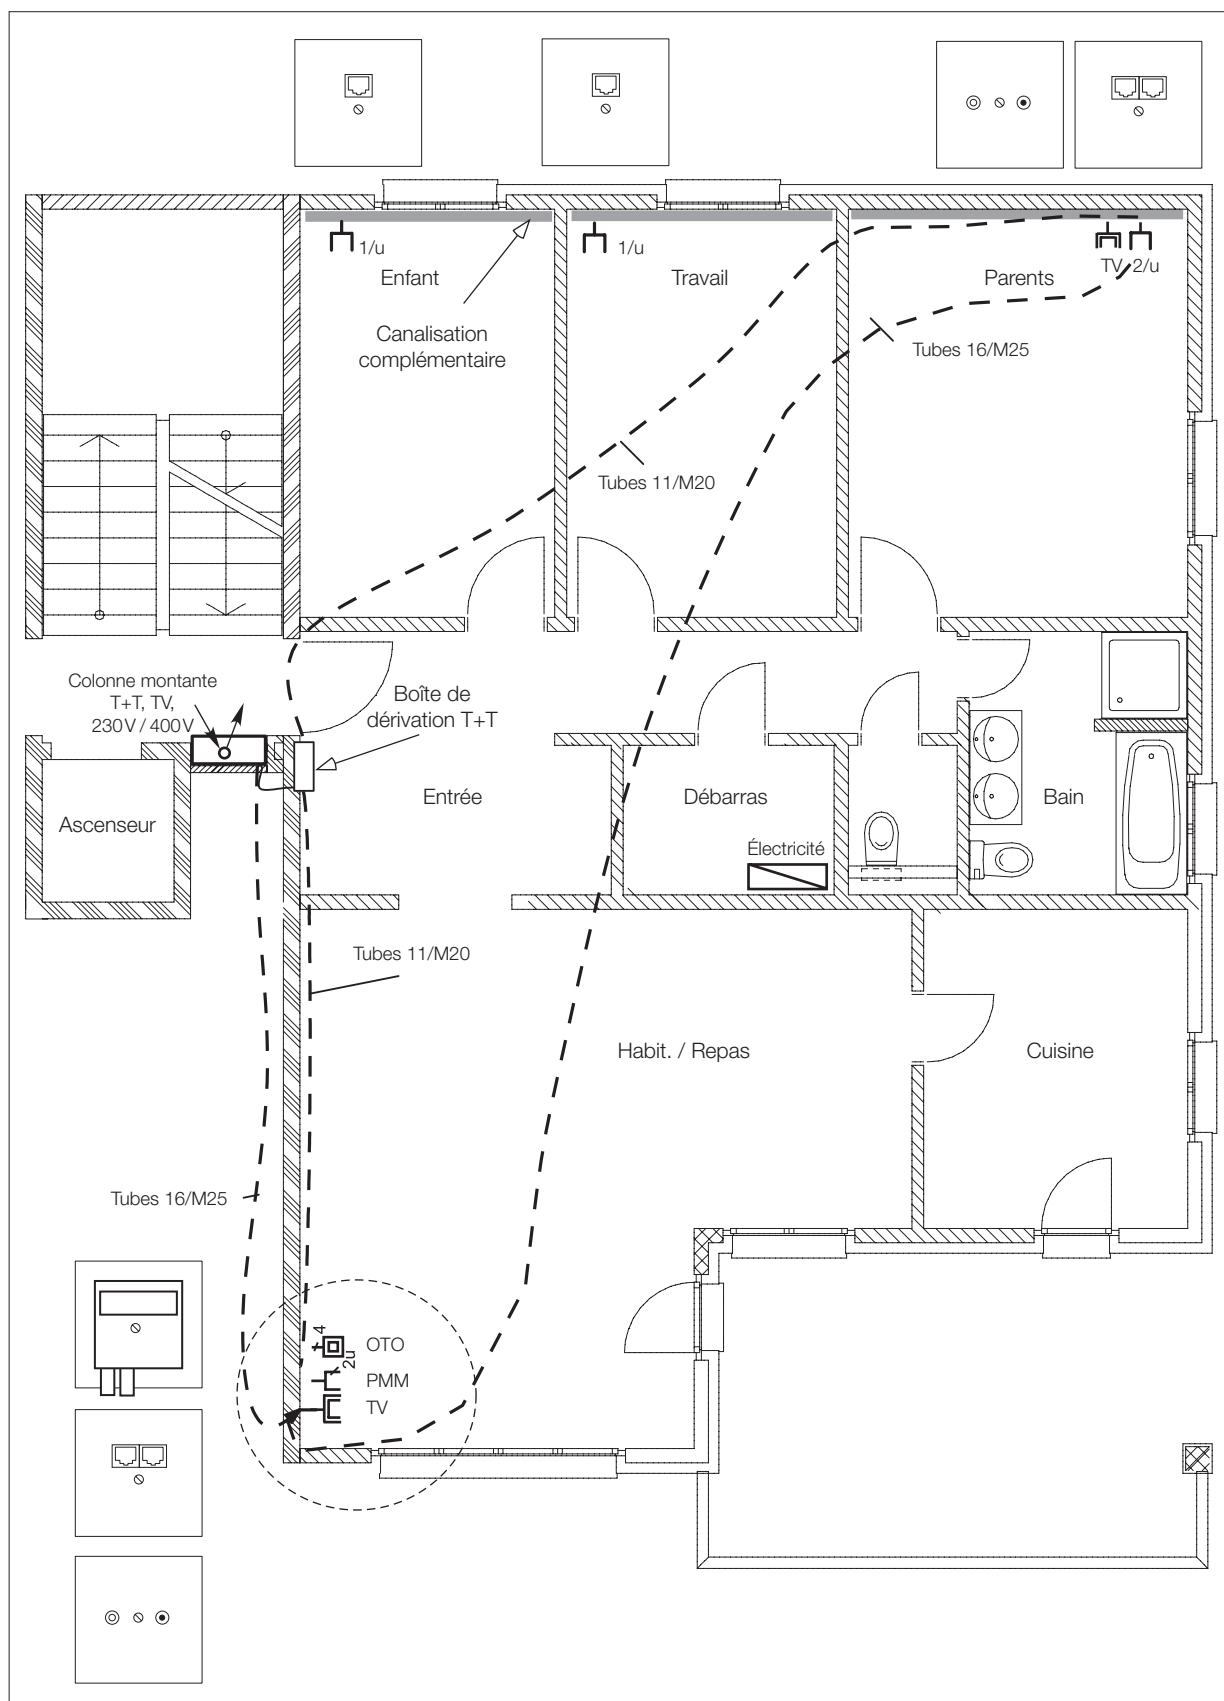 1/u
1/u
Enfant
Travail
Parents
TV
2/u
Canalisation
complémentaire
Tubes 16/M25
Tubes 11/M20
Colonne montante
T+T, TV,
230V / 400V
Boîte de
dérivation T+T
Ascenseur
Entrée
Débarras
Bain
Électricité
Tubes 11/M20
Habit. / Repas
Cuisine
Tubes 16/M25
4
OTO
2u
PMM
TV